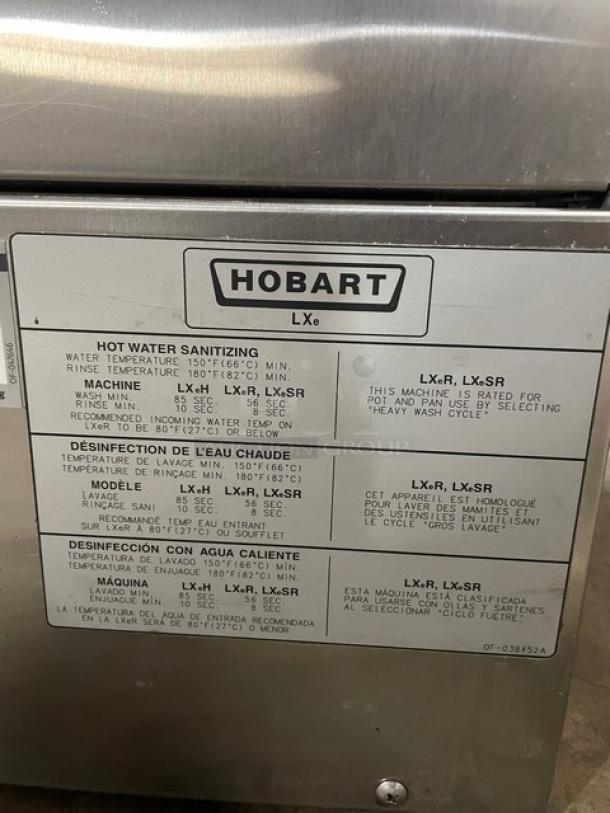 HOBART
LXe
HOT WATER SANITIZING
WATER TEMPERATURE 150°F(66°C) MIN.
RINSE TEMPERATURE 180°F(82°C) MIN.
MACHINE LXeH LXeR, LXeSR
WASH MIN. 85 SEC. 56 SEC.
RINSE MIN. 10 SEC. 8 SEC.
RECOMMENDED INCOMING WATER TEMP ON
LXeR TO BE 80°F(27°C) OR BELOW
LXeR, LXeSR
THIS MACHINE IS RATED FOR
POT AND PAN USE BY SELECTING
"HEAVY WASH CYCLE"
DÉSINFECTION DE L'EAU CHAUDE
TEMPERATURE DE LAVAGE MIN. 150°F(66°C)
TEMPÉRATURE DE RINÇAGE MIN. 180°F(82°C)
MODÈLE LXeH LXeR, LXeSR
LAVAGE 85 SEC. 56 SEC.
RINÇAGE SANI 10 SEC. 8 SEC.
RECOMMANDÉ TEMP EAU ENTRANT
SUR LXeR À 80°F(27°C) OU SOUFFLET
LXeR, LXeSR
CET APPAREIL EST HOMOLOGUÉ
POUR LAVER DES MAMITES ET
DES USTENSILES EN UTILISANT
LE CYCLE "GROS LAVAGE"
DESINFECCIÓN CON AGUA CALIENTE
TEMPERATURA DE LAVADO 150°F(66°C) MÍN.
TEMPERATURA DE ENJUAGUE 180°F(82°C) MÍN.
MÁQUINA LXeH LXeR, LXeSR
LAVADO MIN. 85 SEC. 56 SEC.
ENJUAGUE MÍN. 10 SEC. 8 SEC.
LA TEMPERATURA DEL AGUA DE ENTRADA RECOMENDADA
EN LA LXeR SERÁ DE 80°F(27°C) O MENOR
LXeR, LXeSR
ESTA MÁQUINA ESTÁ CLASIFICADA
PARA USARSE CON OLLAS Y SARTENES
AL SELECCIONAR "CICLO FUETRE"
OF-038452A
OF-047646
GROUP